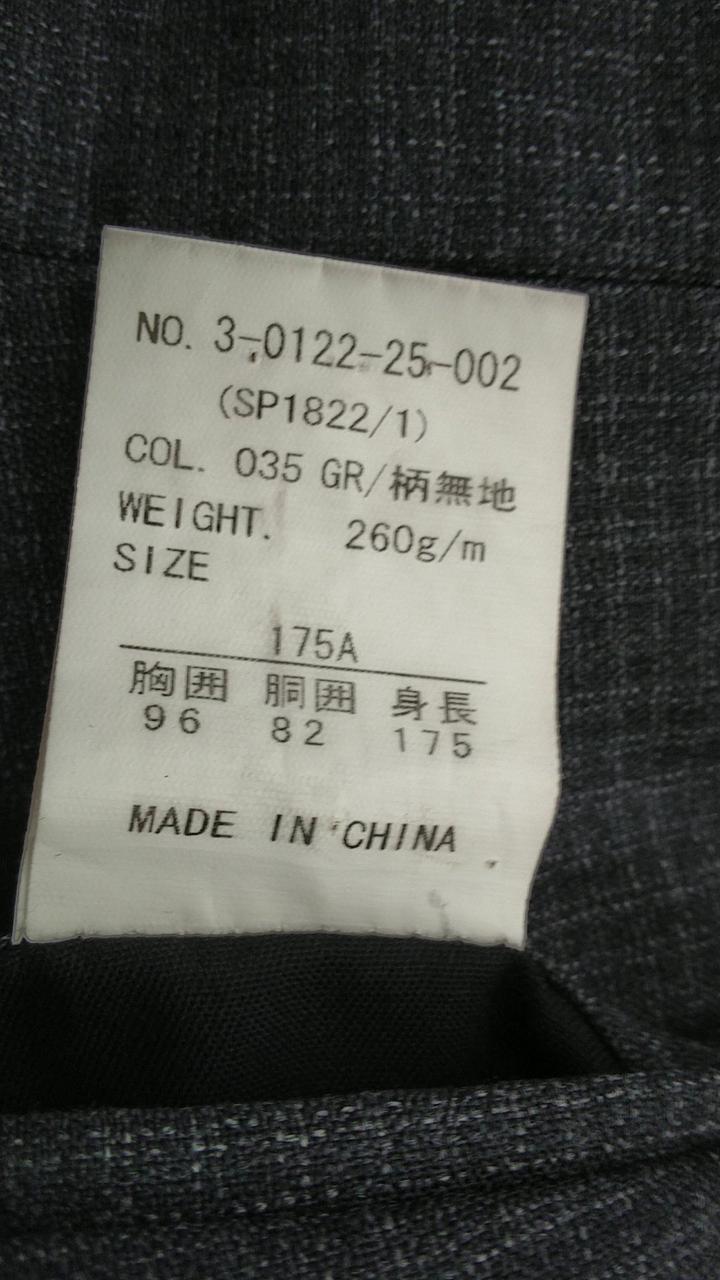 NO. 3-0122-25-002
(SP1822/1)
COL. 035 GR/柄無地
WEIGHT. 260g/m
SIZE
175A
胸囲 胴囲 身長
96 82 175
MADE IN CHINA